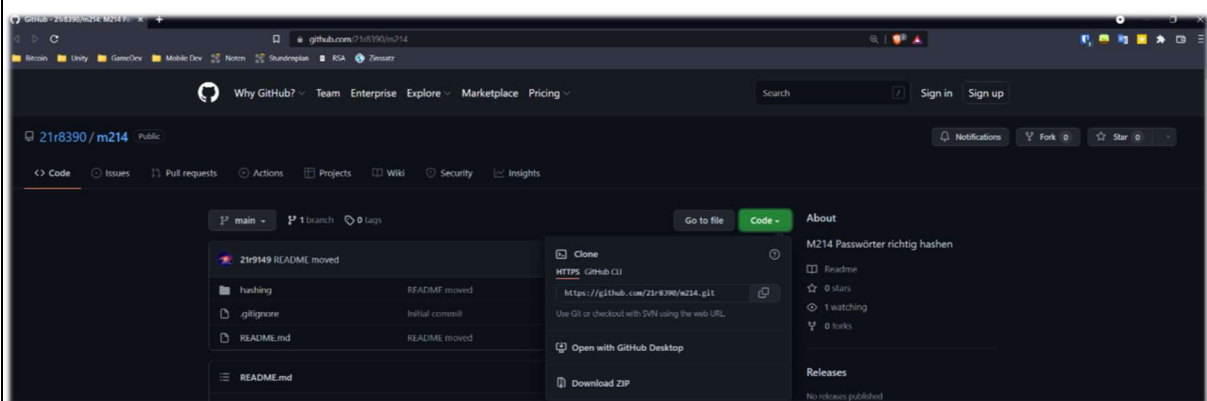 GitHub - 21r8390/m214: M214 Pa
github.com/21r8390/m214
Bitcoin Unity GameDev Mobile Dev Noten Stundenplan RSA Zinssatz
Why GitHub? Team Enterprise Explore Marketplace Pricing Search / Sign in Sign up
21r8390 / m214 Public Notifications Fork 0 Star 0
<> Code Issues Pull requests Actions Projects Wiki Security Insights
main 1 branch 0 tags Go to file Code
About
M214 Passwörter richtig hashen
Readme
0 stars
1 watching
0 forks
Releases
No releases published
21r9149 README moved
hashing README moved
.gitignore Initial commit
README.md README moved
README.md
Clone
HTTPS GitHub CLI
https://github.com/21r8390/m214.git
Use Git or checkout with SVN using the web URL.
Open with GitHub Desktop
Download ZIP